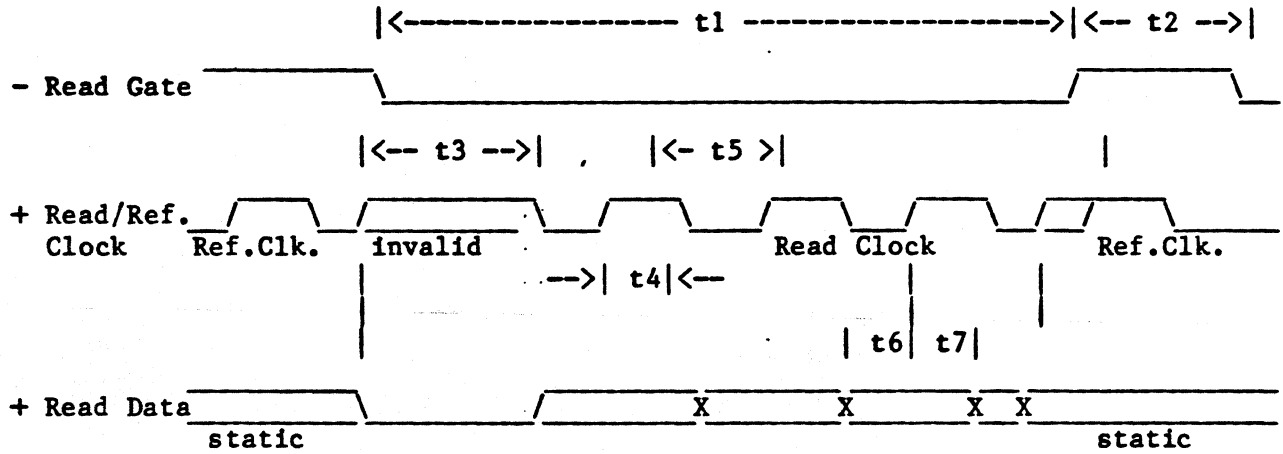 |<---------------- t1 ------------------->|<-- t2 -->|
- Read Gate
|<-- t3 -->| |<- t5 >| |
+ Read/Ref.
Clock Ref.Clk. invalid Read Clock Ref.Clk.
-->| t4|<--
| t6| t7|
+ Read Data X X X X
static static